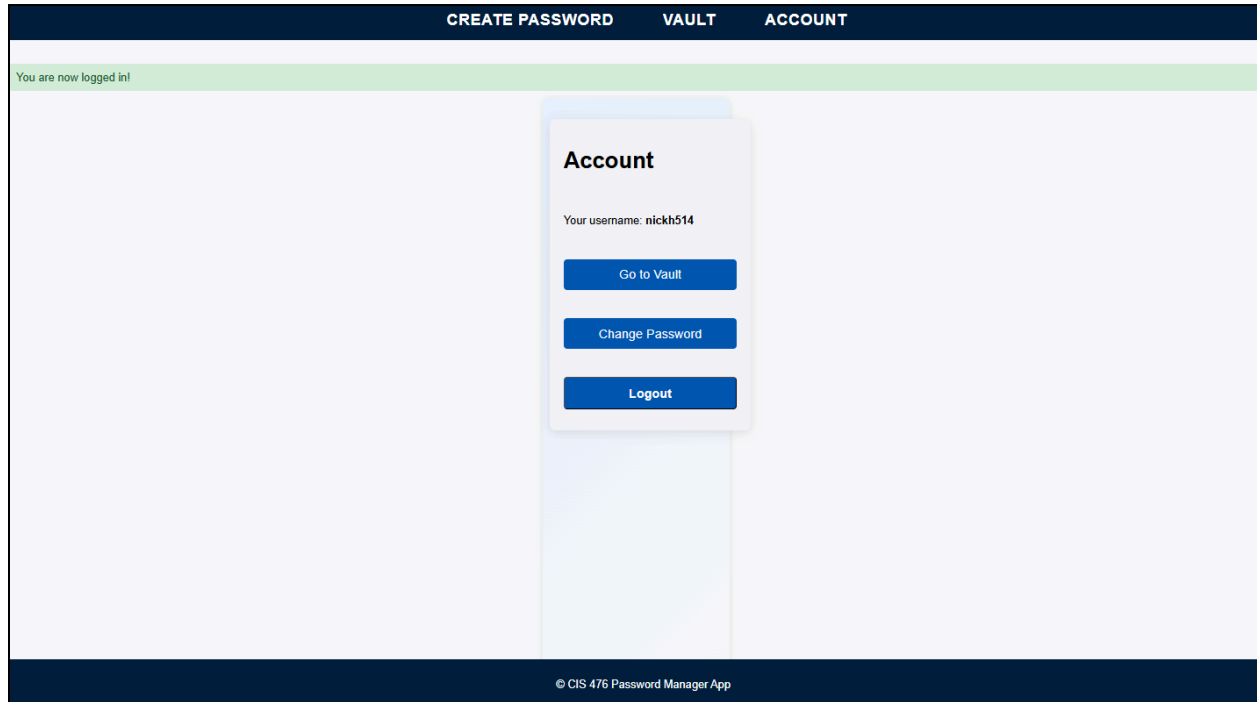 CREATE PASSWORD VAULT ACCOUNT
You are now logged in!
Account
Your username: nickh514
Go to Vault
Change Password
Logout
© CIS 476 Password Manager App